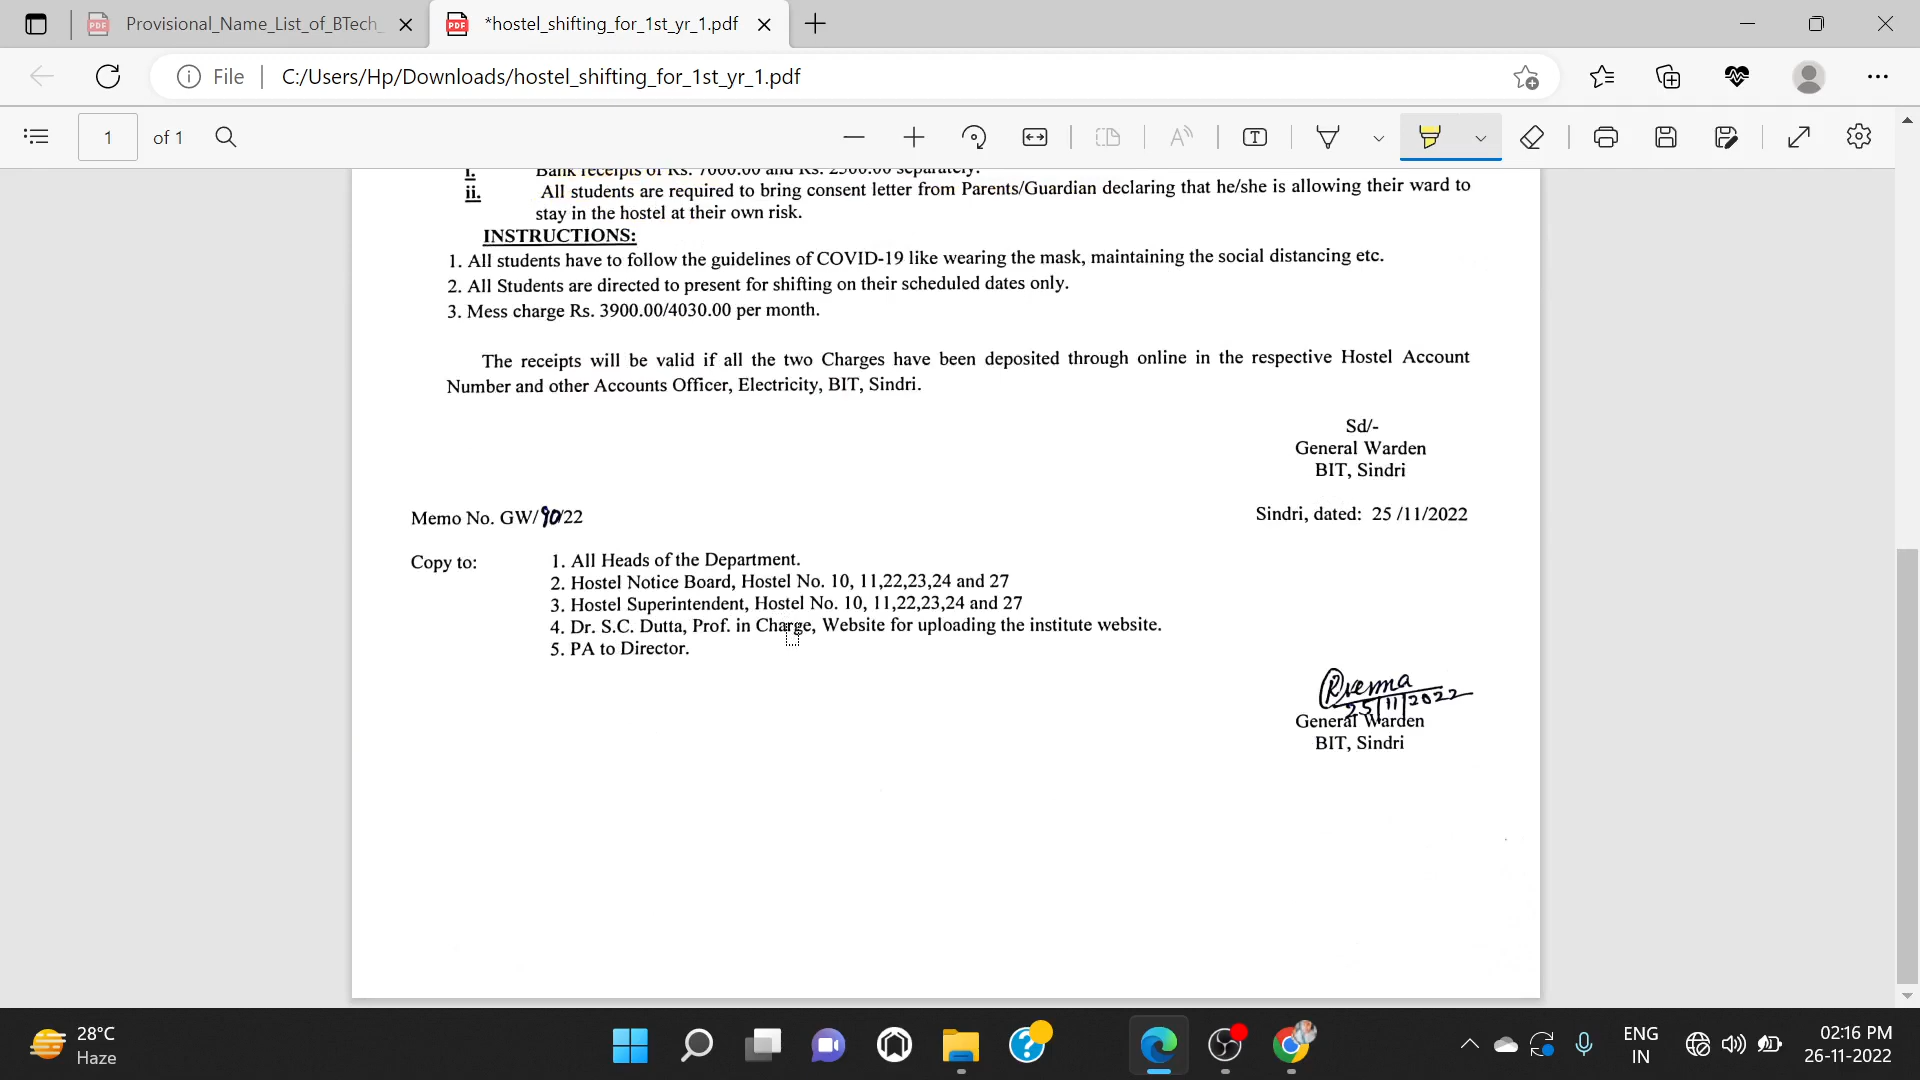 Provisional_Name_List_of_BTech_
*hostel_shifting_for_1st_yr_1.pdf
File
C:/Users/Hp/Downloads/hostel_shifting_for_1st_yr_1.pdf
1 of 1
i. Bank receipts of Rs. 7000.00 and Rs. 2500.00 separately.
ii. All students are required to bring consent letter from Parents/Guardian declaring that he/she is allowing their ward to
stay in the hostel at their own risk.
INSTRUCTIONS:
1. All students have to follow the guidelines of COVID-19 like wearing the mask, maintaining the social distancing etc.
2. All Students are directed to present for shifting on their scheduled dates only.
3. Mess charge Rs. 3900.00/4030.00 per month.
The receipts will be valid if all the two Charges have been deposited through online in the respective Hostel Account
Number and other Accounts Officer, Electricity, BIT, Sindri.
Sd/-
General Warden
BIT, Sindri
Memo No. GW/90/22
Sindri, dated: 25 /11/2022
Copy to:
1. All Heads of the Department.
2. Hostel Notice Board, Hostel No. 10, 11,22,23,24 and 27
3. Hostel Superintendent, Hostel No. 10, 11,22,23,24 and 27
4. Dr. S.C. Dutta, Prof. in Charge, Website for uploading the institute website.
5. PA to Director.
25/11/2022
General Warden
BIT, Sindri
28°C
Haze
ENG
IN
02:16 PM
26-11-2022